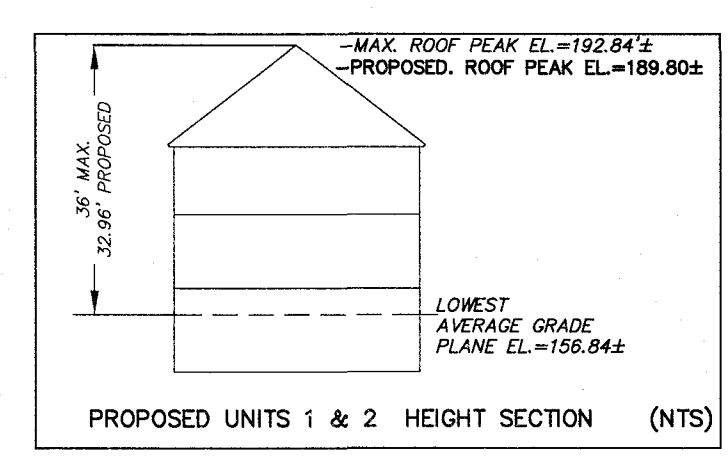 -MAX. ROOF PEAK EL.=192.84'±
-PROPOSED. ROOF PEAK EL.=189.80±
36' MAX.
32.96' PROPOSED
LOWEST
AVERAGE GRADE
PLANE EL.=156.84±
PROPOSED UNITS 1 & 2 HEIGHT SECTION (NTS)